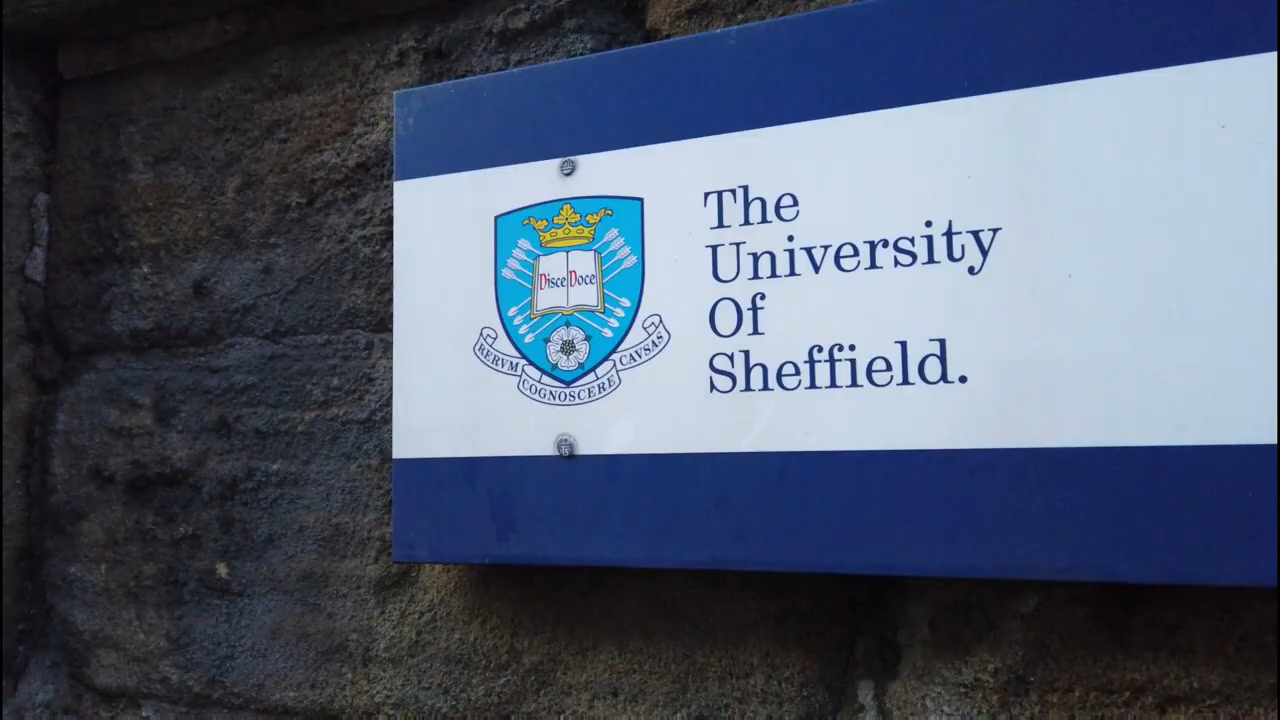 Disce Doce
RERVM COGNOSCERE CAVSAS
The
University
Of
Sheffield.